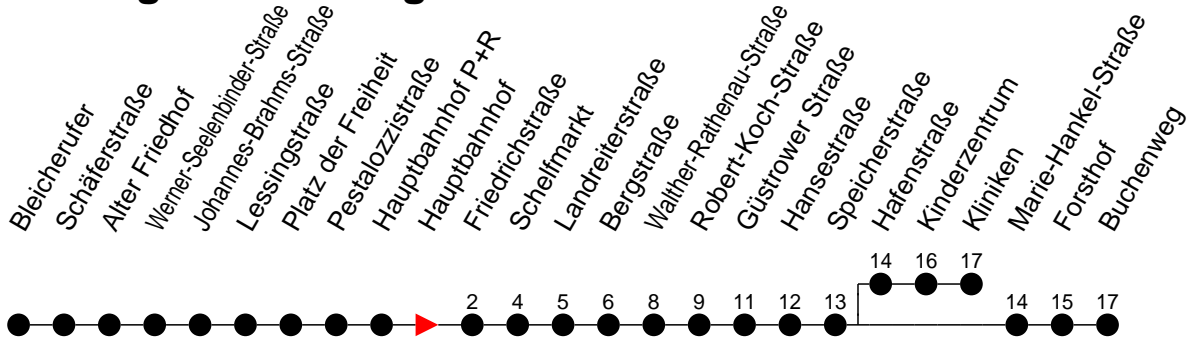 Bleicherufer
Schäferstraße
Alter Friedhof
Werner-Seelenbinder-Straße
Johannes-Brahms-Straße
Lessingstraße
Platz der Freiheit
Pestalozzistraße
Hauptbahnhof P+R
Hauptbahnhof
Friedrichstraße
Schelfmarkt
Landreiterstraße
Bergstraße
Walther-Rathenau-Straße
Robert-Koch-Straße
Güstrower Straße
Hansestraße
Speicherstraße
Hafenstraße
Kinderzentrum
Kliniken
Marie-Hankel-Straße
Forsthof
Buchenweg
14 16 17
2 4 5 6 8 9 11 12 13 14 15 17